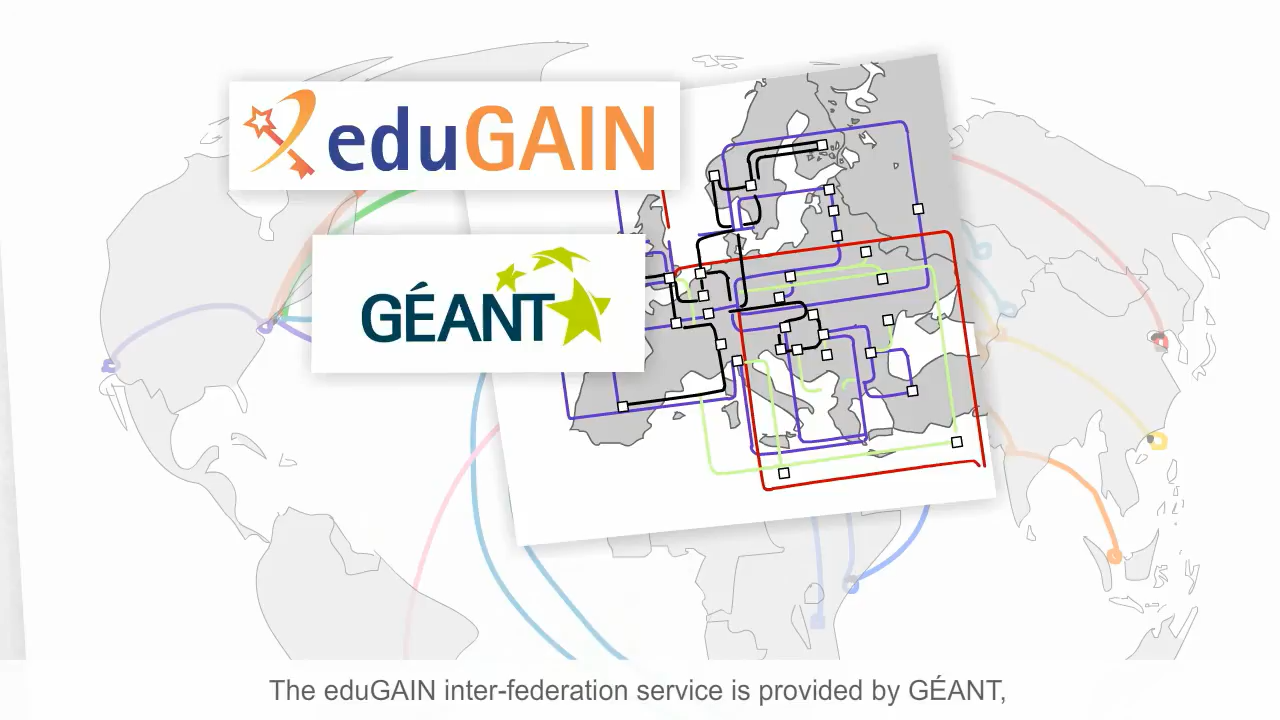 eduGAIN
GÉANT
The eduGAIN inter-federation service is provided by GÉANT,